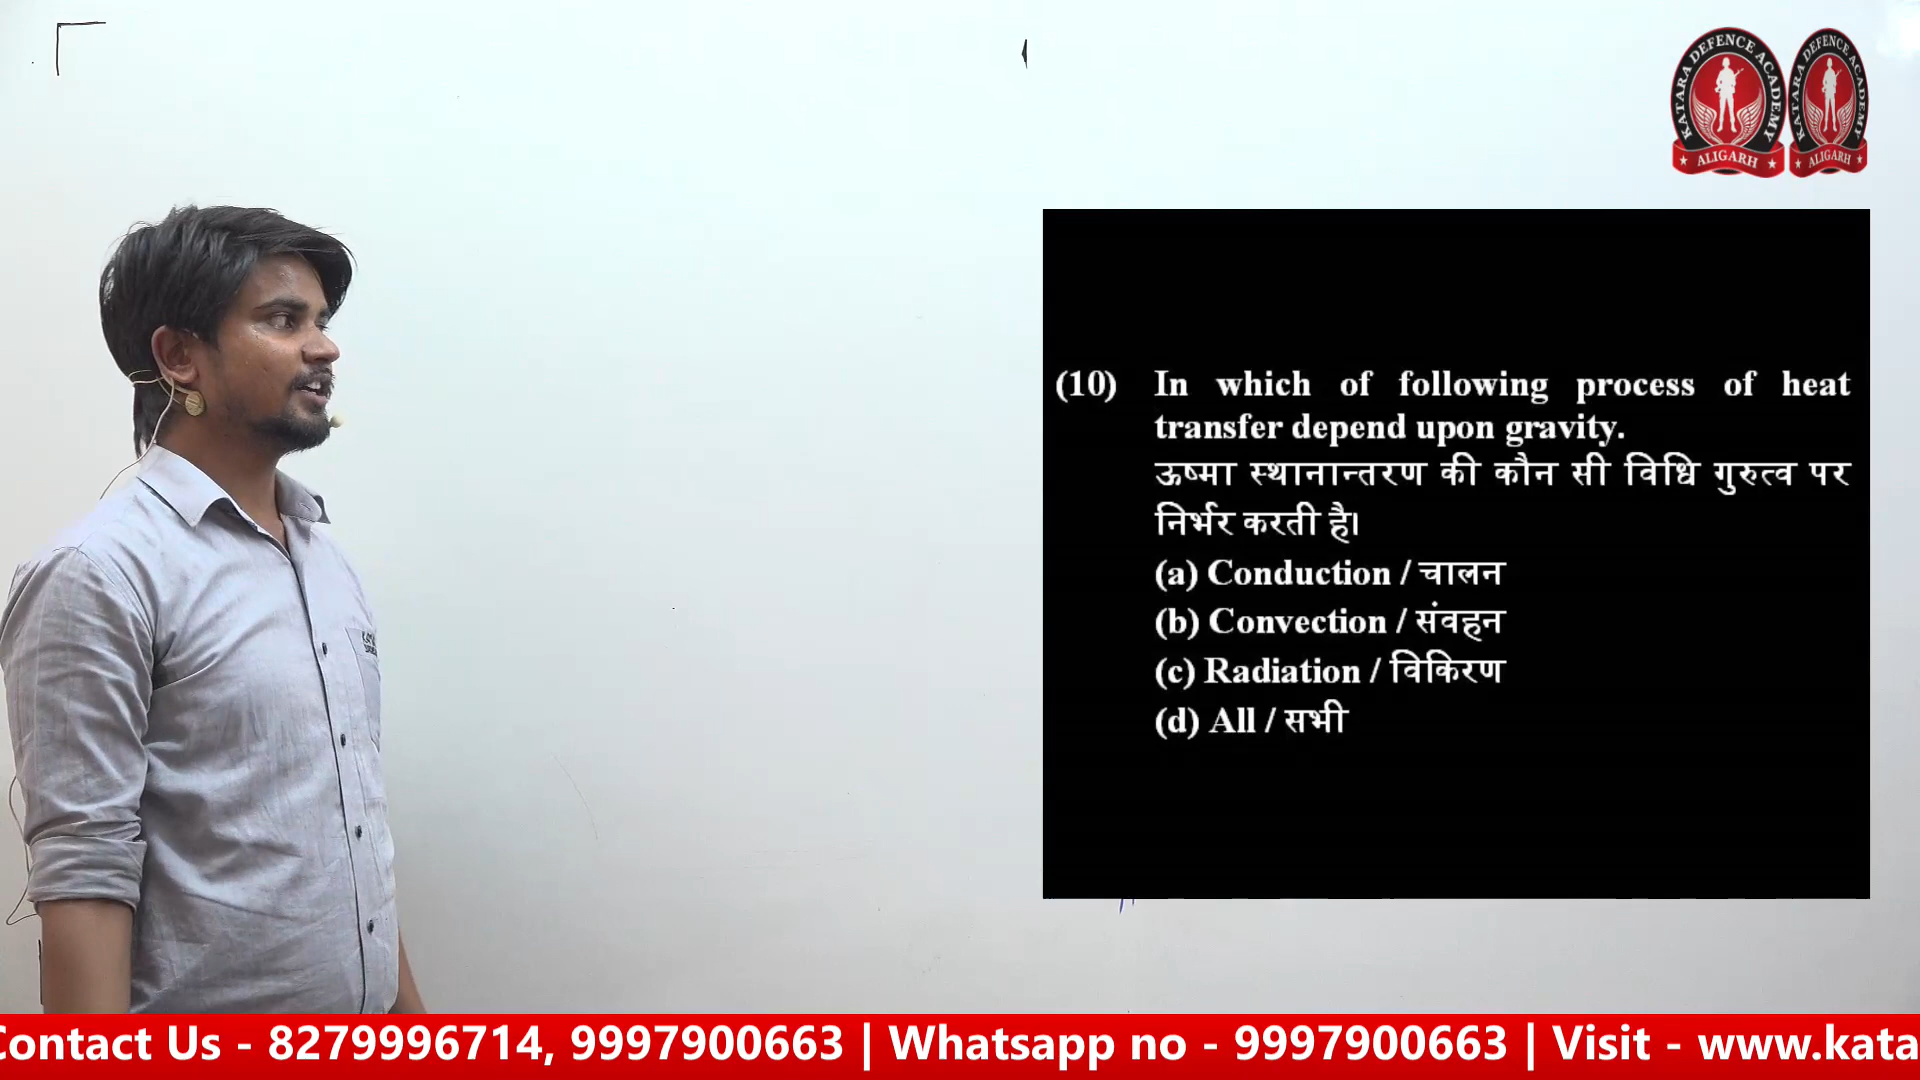 KATARA DEFENCE ACADEMY
ALIGARH
KATARA DEFENCE ACADEMY
ALIGARH
(10) In which of following process of heat
transfer depend upon gravity.
ऊष्मा स्थानान्तरण की कौन सी विधि गुरुत्व पर
निर्भर करती है।
(a) Conduction / चालन
(b) Convection / संवहन
(c) Radiation / विकिरण
(d) All / सभी
Contact Us - 8279996714, 9997900663 | Whatsapp no - 9997900663 | Visit - www.kata